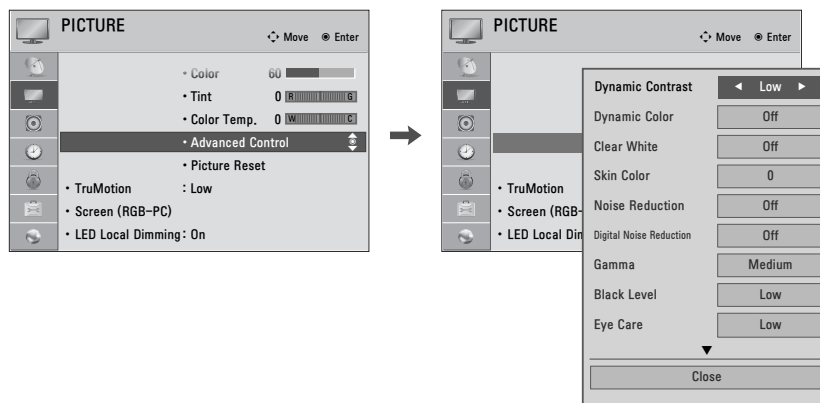 PICTURE
Move Enter
• Color 60
• Tint 0 R G
• Color Temp. 0 W C
• Advanced Control
• Picture Reset
• TruMotion : Low
• Screen (RGB-PC)
• LED Local Dimming : On
PICTURE
Move Enter
• TruMotion
• Screen (RGB-
• LED Local Din
Dynamic Contrast ◄ Low ►
Dynamic Color Off
Clear White Off
Skin Color 0
Noise Reduction Off
Digital Noise Reduction Off
Gamma Medium
Black Level Low
Eye Care Low
▼
Close